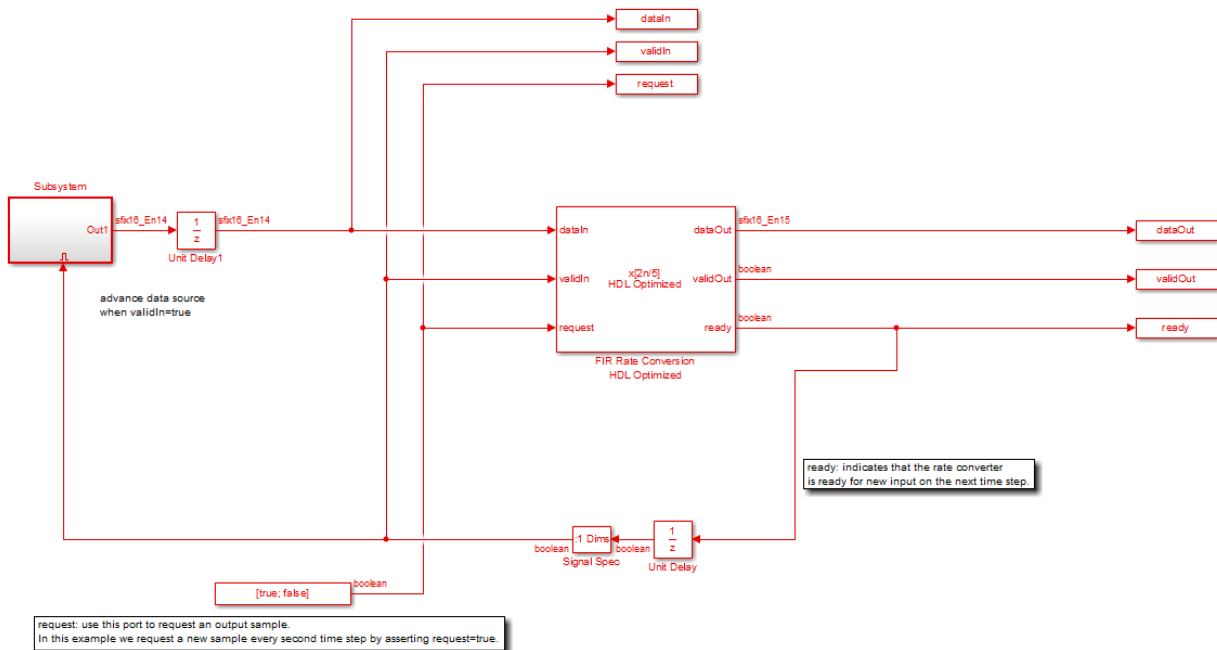 dataIn
validIn
request
Subsystem
Out1
sfix16_En14
1
z
sfix16_En14
Unit Delay1
advance data source
when validIn=true
dataIn
validIn
request
x[2n/5]
HDL Optimized
dataOut
validOut
ready
FIR Rate Conversion
HDL Optimized
sfix16_En15
boolean
boolean
dataOut
validOut
ready
ready: indicates that the rate converter
is ready for new input on the next time step.
boolean
:1 Dims
Signal Spec
boolean
1
z
Unit Delay
[true; false]
boolean
request: use this port to request an output sample.
In this example we request a new sample every second time step by asserting request=true.